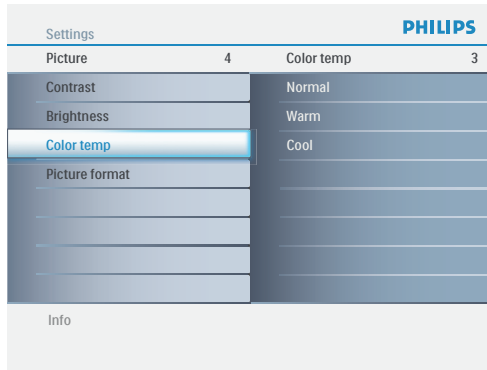 Settings
PHILIPS
Picture 4
Color temp 3
Contrast
Normal
Brightness
Warm
Color temp
Cool
Picture format
Info